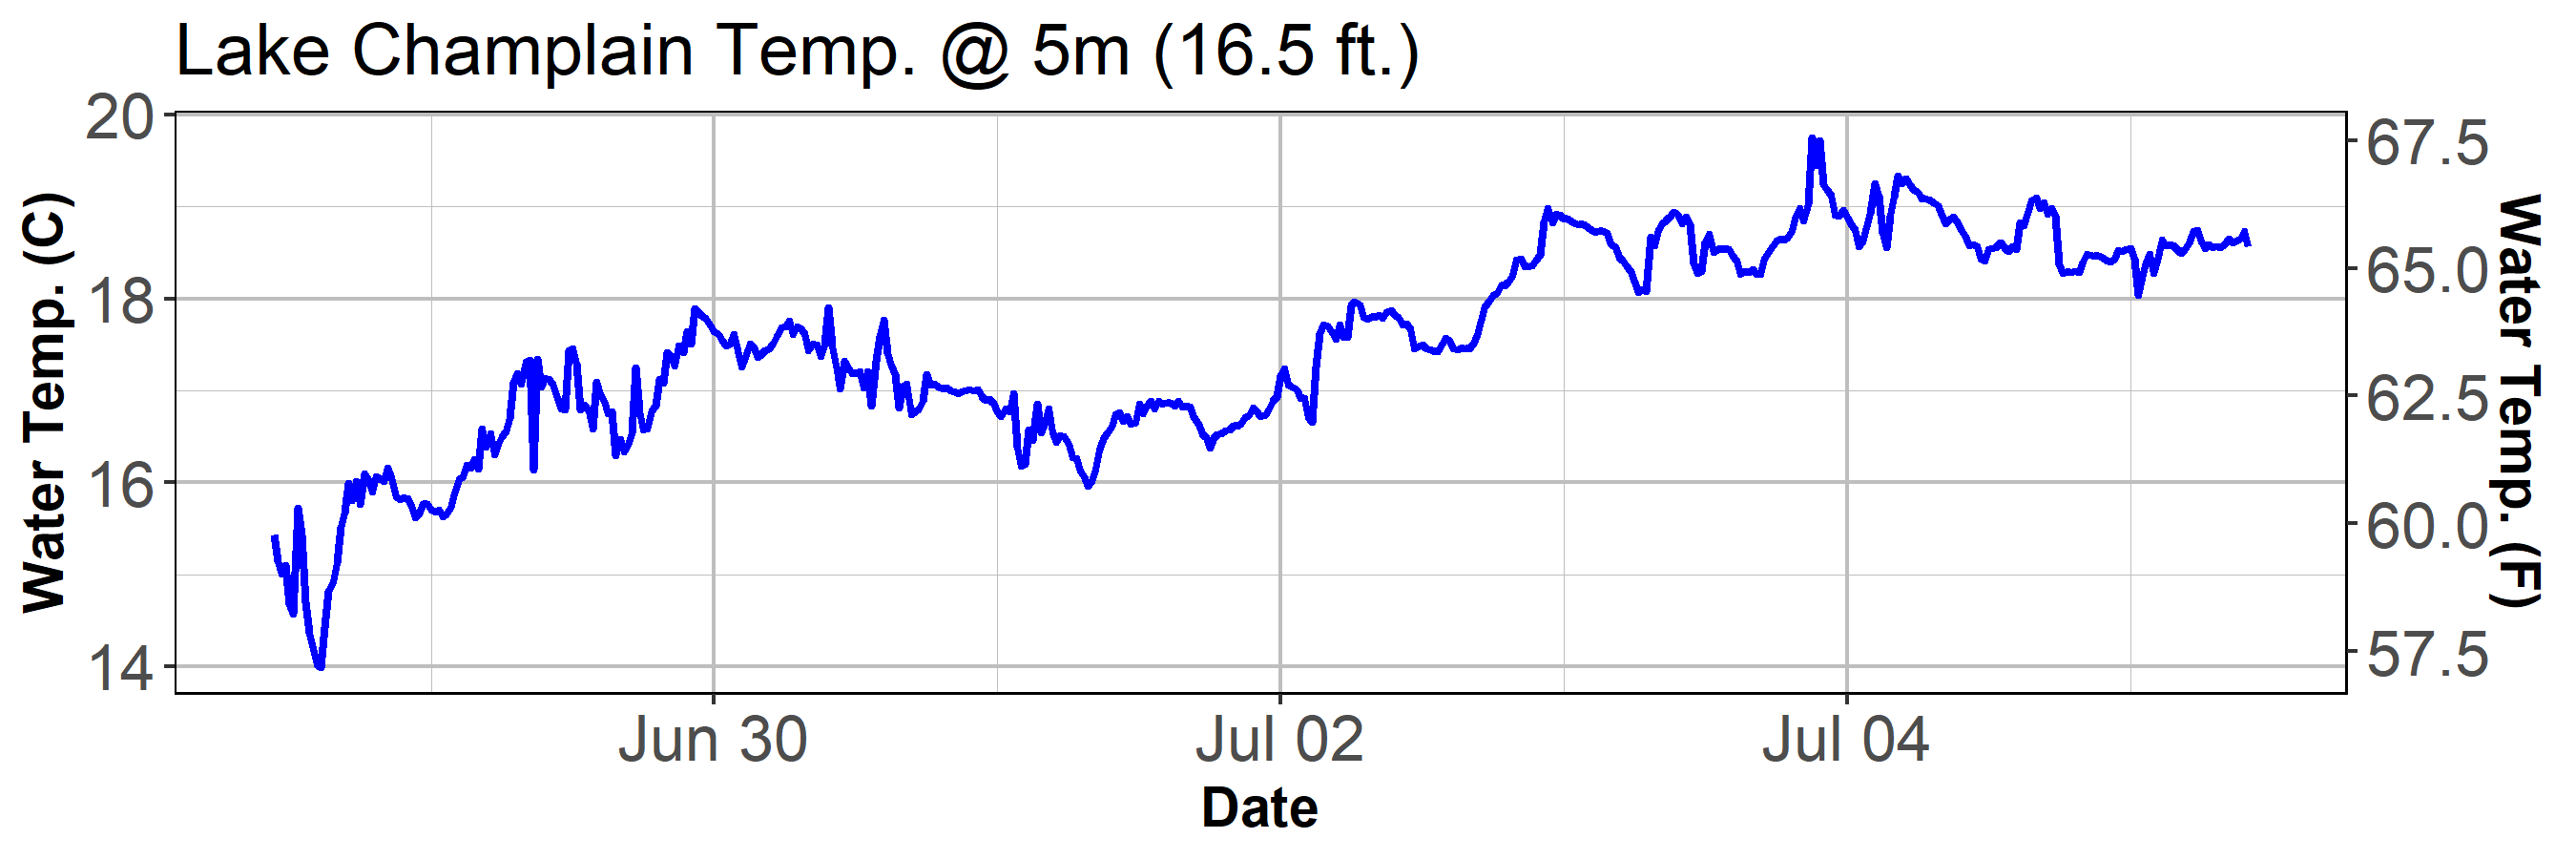 Lake Champlain Temp. @ 5m (16.5 ft.)
20
18
16
14
Water Temp. (C)
67.5
65.0
62.5
60.0
57.5
Water Temp. (F)
Jun 30
Jul 02
Jul 04
Date